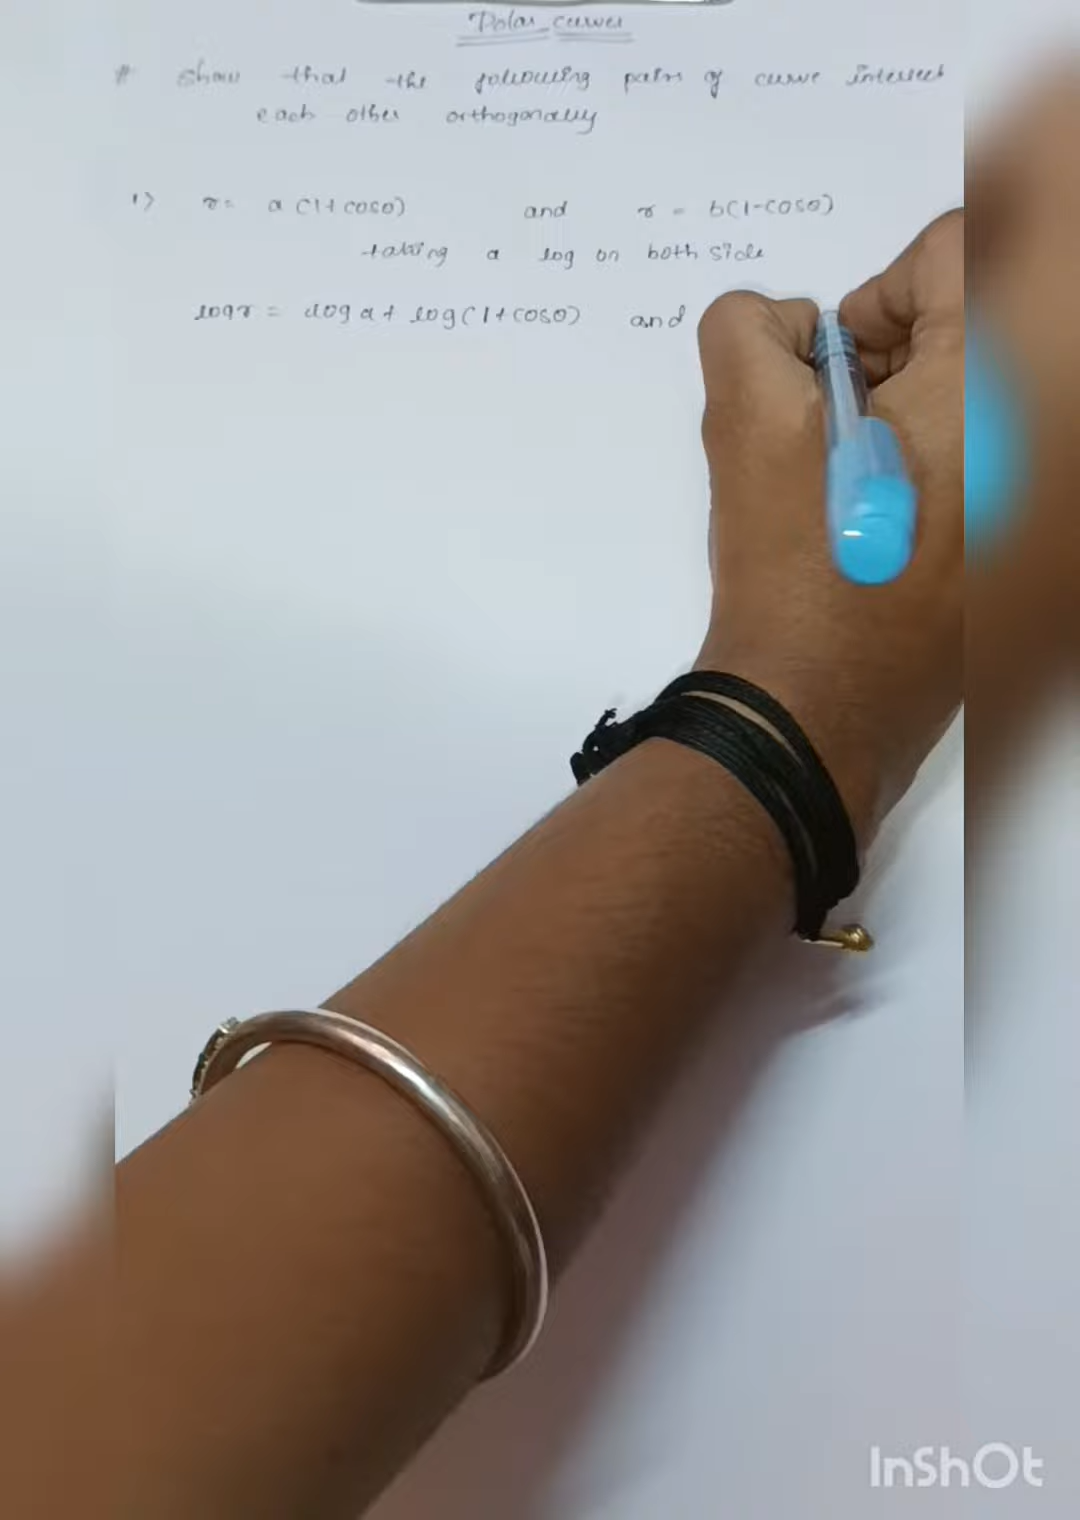 Polar curves
# show that the following pairs of curve intersect
each other orthogonally
1) r = a(1+cosθ) and r = b(1-cosθ)
taking a log on both side
logr = log a + log(1+cosθ) and
InShOt